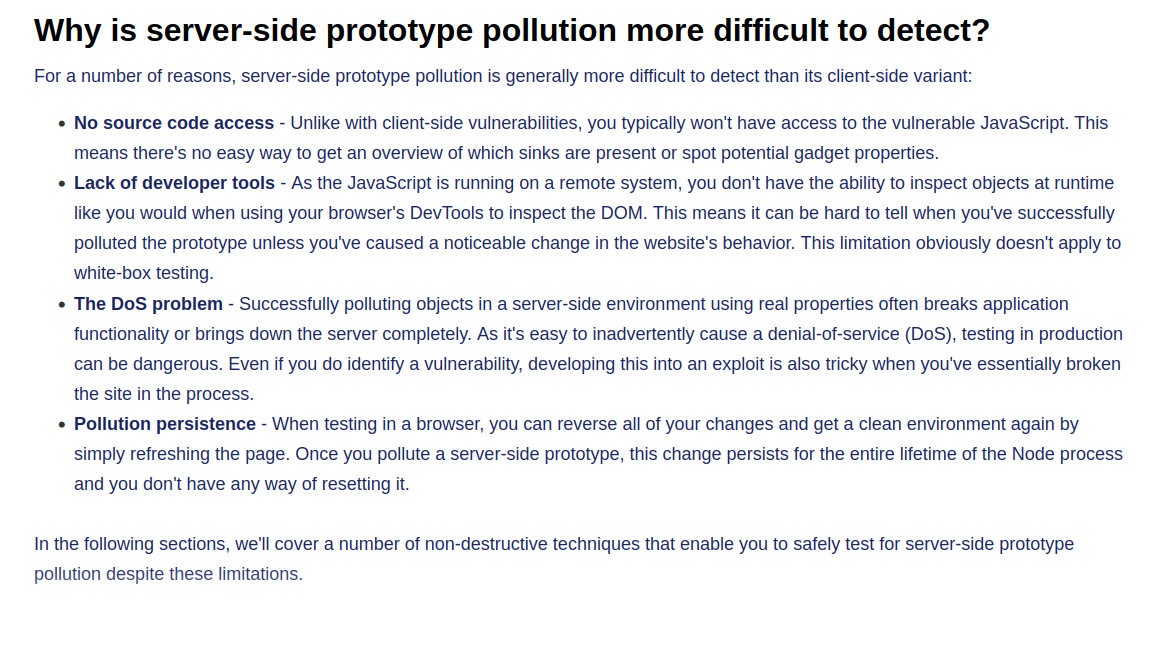 Why is server-side prototype pollution more difficult to detect?
For a number of reasons, server-side prototype pollution is generally more difficult to detect than its client-side variant:
• No source code access - Unlike with client-side vulnerabilities, you typically won't have access to the vulnerable JavaScript. This
means there's no easy way to get an overview of which sinks are present or spot potential gadget properties.
• Lack of developer tools - As the JavaScript is running on a remote system, you don't have the ability to inspect objects at runtime
like you would when using your browser's DevTools to inspect the DOM. This means it can be hard to tell when you've successfully
polluted the prototype unless you've caused a noticeable change in the website's behavior. This limitation obviously doesn't apply to
white-box testing.
• The DoS problem - Successfully polluting objects in a server-side environment using real properties often breaks application
functionality or brings down the server completely. As it's easy to inadvertently cause a denial-of-service (DoS), testing in production
can be dangerous. Even if you do identify a vulnerability, developing this into an exploit is also tricky when you've essentially broken
the site in the process.
• Pollution persistence - When testing in a browser, you can reverse all of your changes and get a clean environment again by
simply refreshing the page. Once you pollute a server-side prototype, this change persists for the entire lifetime of the Node process
and you don't have any way of resetting it.
In the following sections, we'll cover a number of non-destructive techniques that enable you to safely test for server-side prototype
pollution despite these limitations.